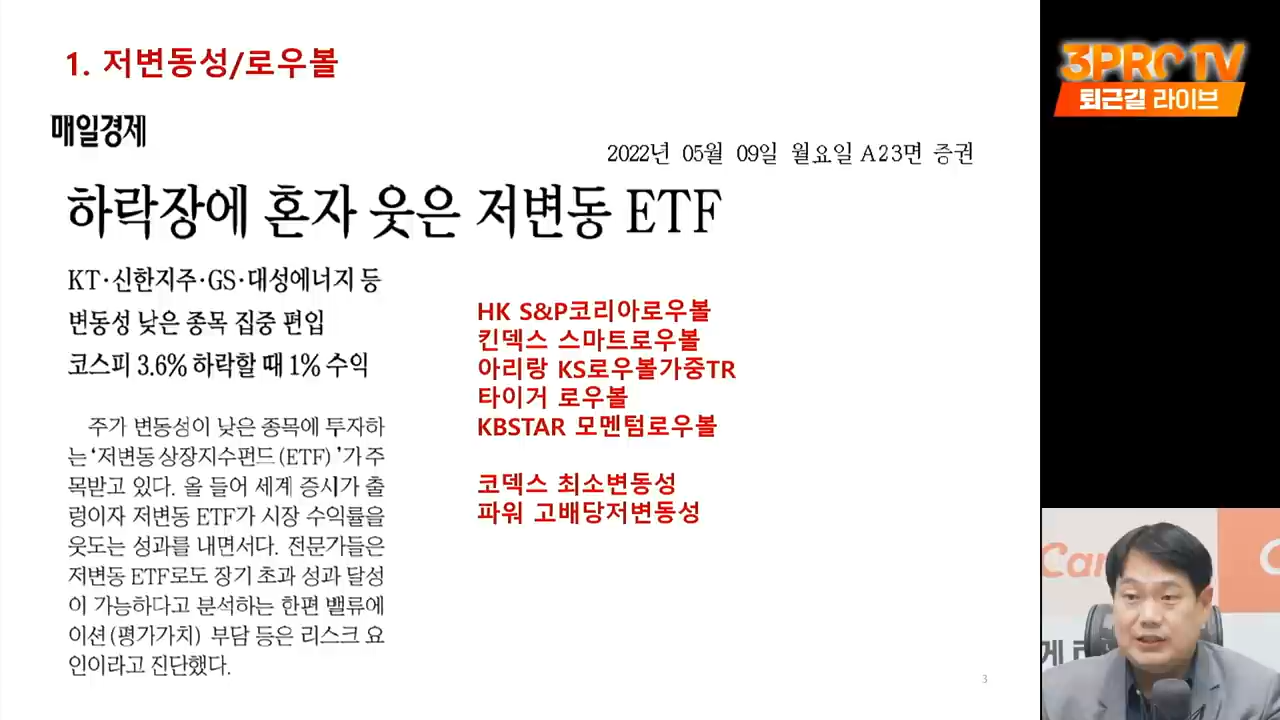 1. 저변동성/로우볼
매일경제
2022년 05월 09일 월요일 A23면 증권
하락장에 혼자 웃은 저변동 ETF
KT·신한지주·GS·대성에너지 등
변동성 낮은 종목 집중 편입
코스피 3.6% 하락할 때 1% 수익
주가 변동성이 낮은 종목에 투자하
는 ‘저변동 상장지수펀드(ETF)’가 주
목받고 있다. 올 들어 세계 증시가 출
렁이자 저변동 ETF가 시장 수익률을
웃도는 성과를 내면서다. 전문가들은
저변동 ETF로도 장기 초과 성과 달성
이 가능하다고 분석하는 한편 밸류에
이션(평가가치) 부담 등은 리스크 요
인이라고 진단했다.
HK S&P코리아로우볼
킨덱스 스마트로우볼
아리랑 KS로우볼가중TR
타이거 로우볼
KBSTAR 모멘텀로우볼
코덱스 최소변동성
파워 고배당저변동성
3
3PRO TV
퇴근길 라이브